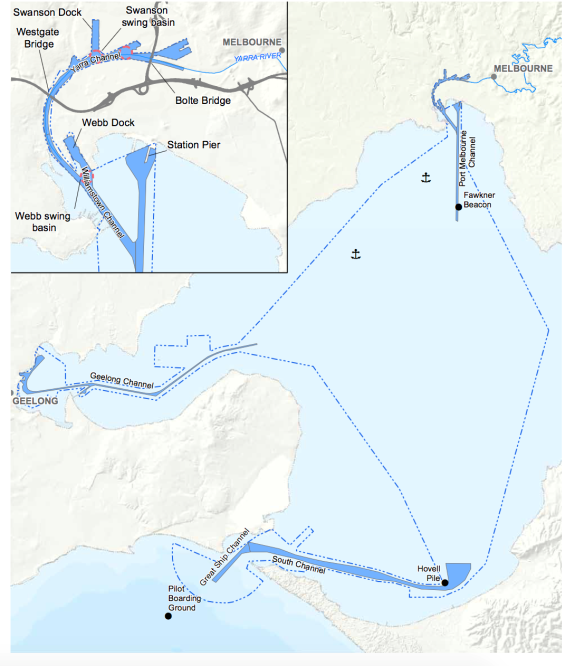 Swanson Dock
Swanson
swing basin
Westgate
Bridge
MELBOURNE
YARRA RIVER
Yarra Channel
Bolte Bridge
Webb Dock
Station Pier
Williamstown Channel
Webb swing
basin
MELBOURNE
Port Melbourne
Channel
Fawkner
Beacon
Geelong Channel
GEELONG
Great Ship Channel
South Channel
Hovell
Pile
Pilot
Boarding
Ground